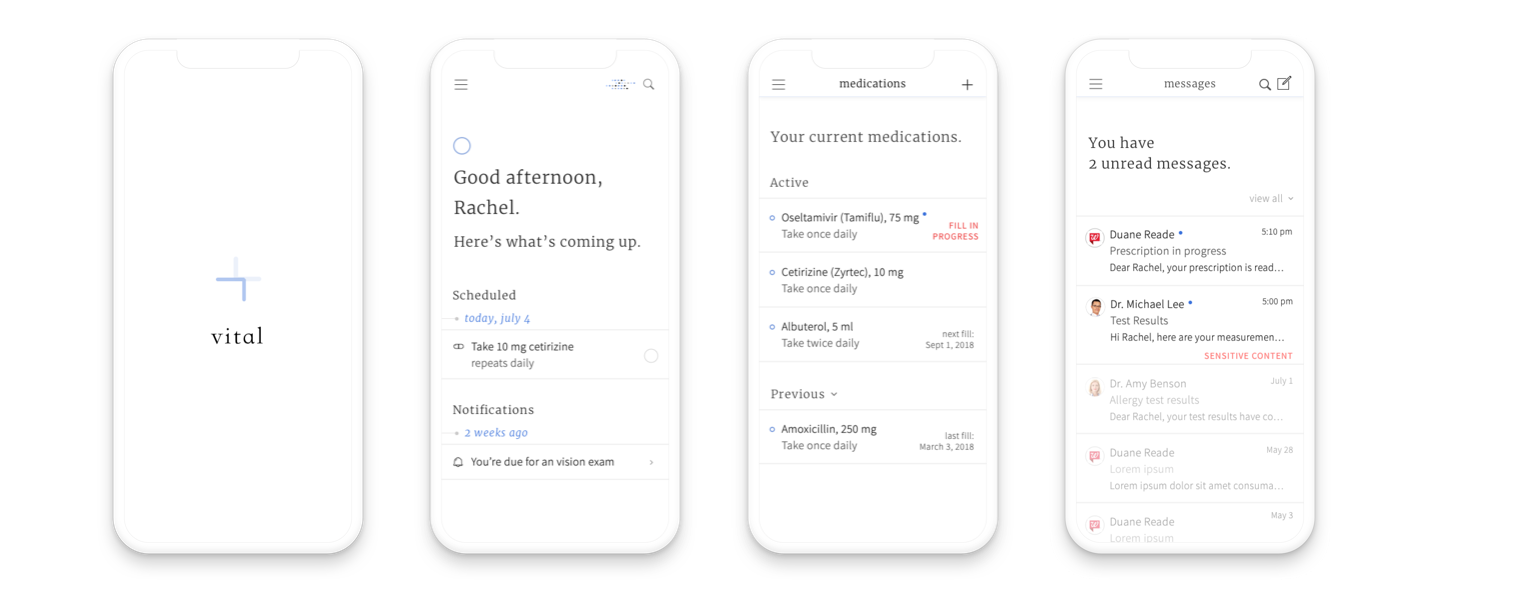 vital
Good afternoon,
Rachel.
Here's what's coming up.
Scheduled
today, july 4
Take 10 mg cetirizine
repeats daily
Notifications
2 weeks ago
You're due for an vision exam
medications
Your current medications.
Active
Oseltamivir (Tamiflu), 75 mg
Take once daily
FILL IN
PROGRESS
Cetirizine (Zyrtec), 10 mg
Take once daily
Albuterol, 5 ml
Take twice daily
next fill:
Sept 1, 2018
Previous
Amoxicillin, 250 mg
Take once daily
last fill:
March 3, 2018
messages
You have
2 unread messages.
view all
Duane Reade
5:10 pm
Prescription in progress
Dear Rachel, your prescription is read...
Dr. Michael Lee
5:00 pm
Test Results
Hi Rachel, here are your measuremen...
SENSITIVE CONTENT
Dr. Amy Benson
July 1
Allergy test results
Dear Rachel, your test results have co...
Duane Reade
May 28
Lorem ipsum
Lorem ipsum dolor sit amet consuma...
Duane Reade
May 3
Lorem ipsum